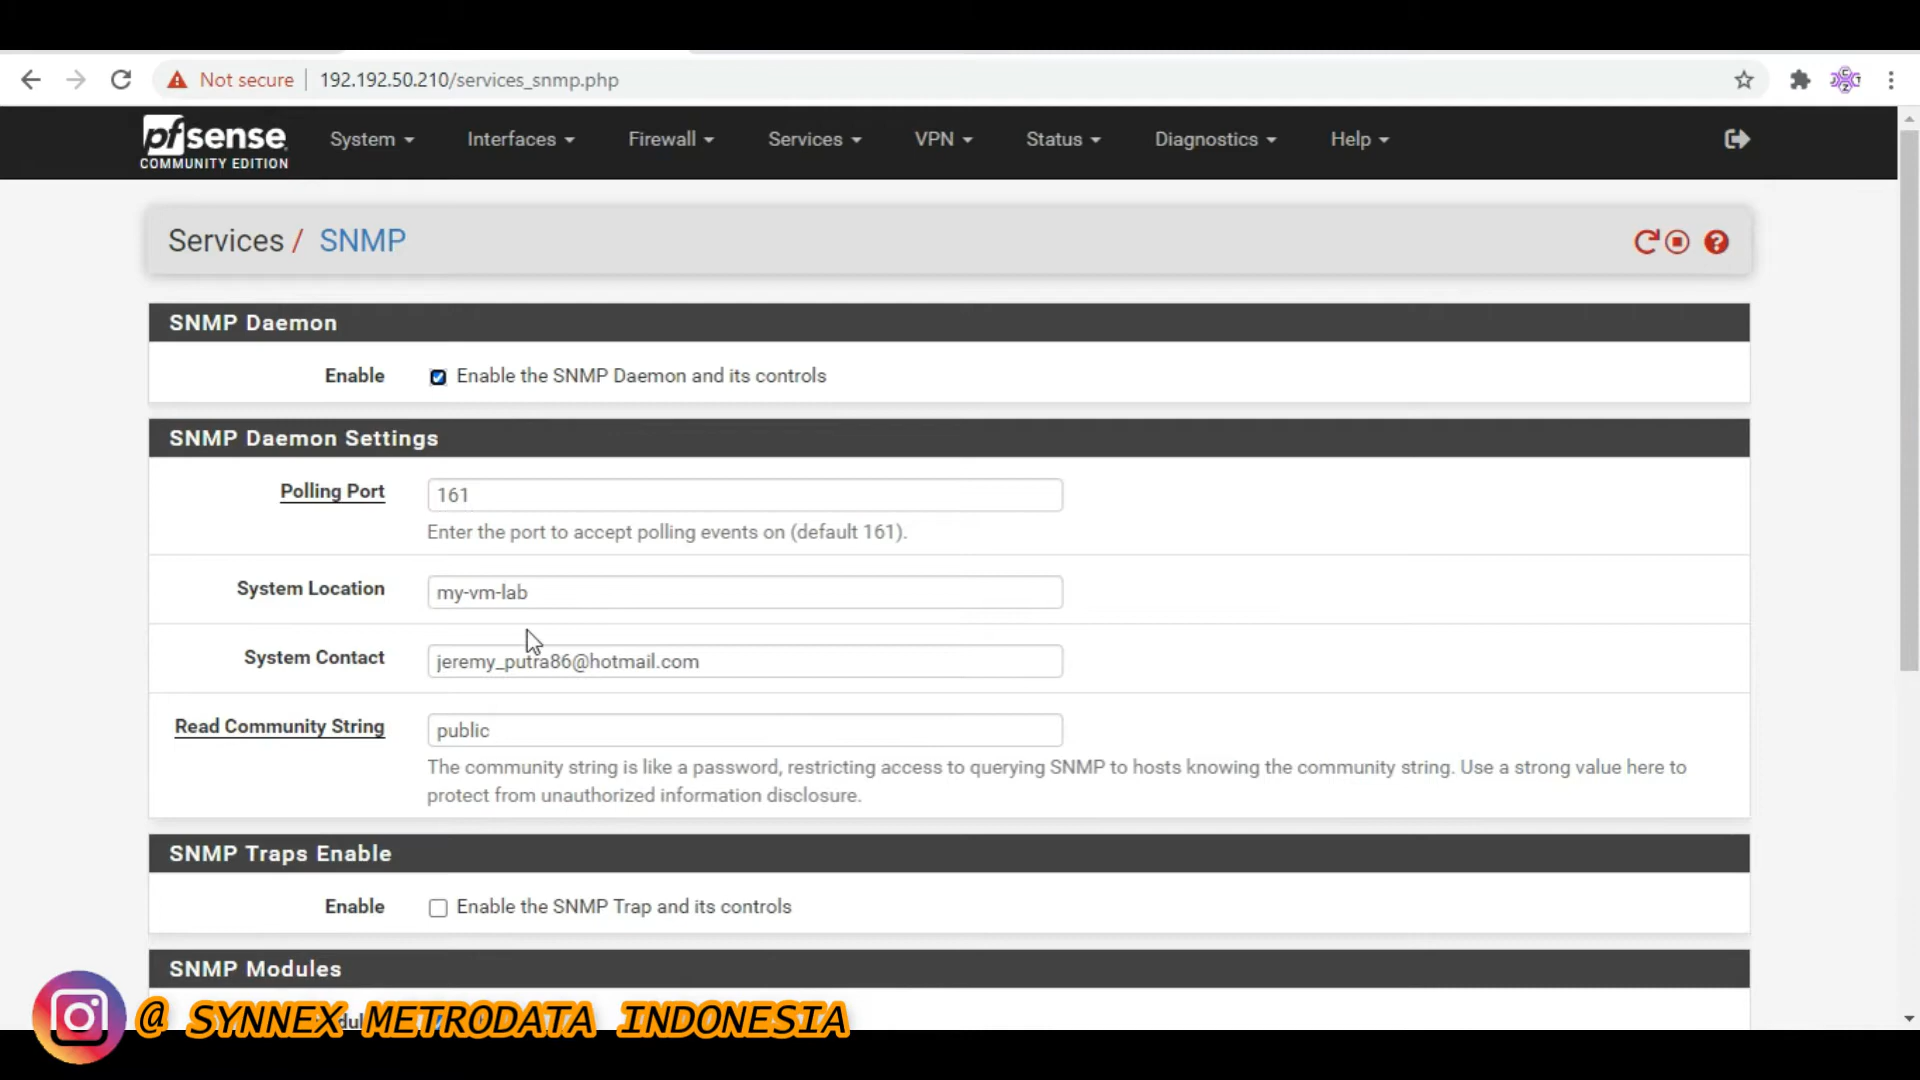 Not secure 192.192.50.210/services_snmp.php
pfsense
COMMUNITY EDITION
System Interfaces Firewall Services VPN Status Diagnostics Help
Services / SNMP
SNMP Daemon
Enable Enable the SNMP Daemon and its controls
SNMP Daemon Settings
Polling Port 161
Enter the port to accept polling events on (default 161).
System Location my-vm-lab
System Contact jeremy_putra86@hotmail.com
Read Community String public
The community string is like a password, restricting access to querying SNMP to hosts knowing the community string. Use a strong value here to
protect from unauthorized information disclosure.
SNMP Traps Enable
Enable Enable the SNMP Trap and its controls
SNMP Modules
@ SYNNEX METRODATA INDONESIA